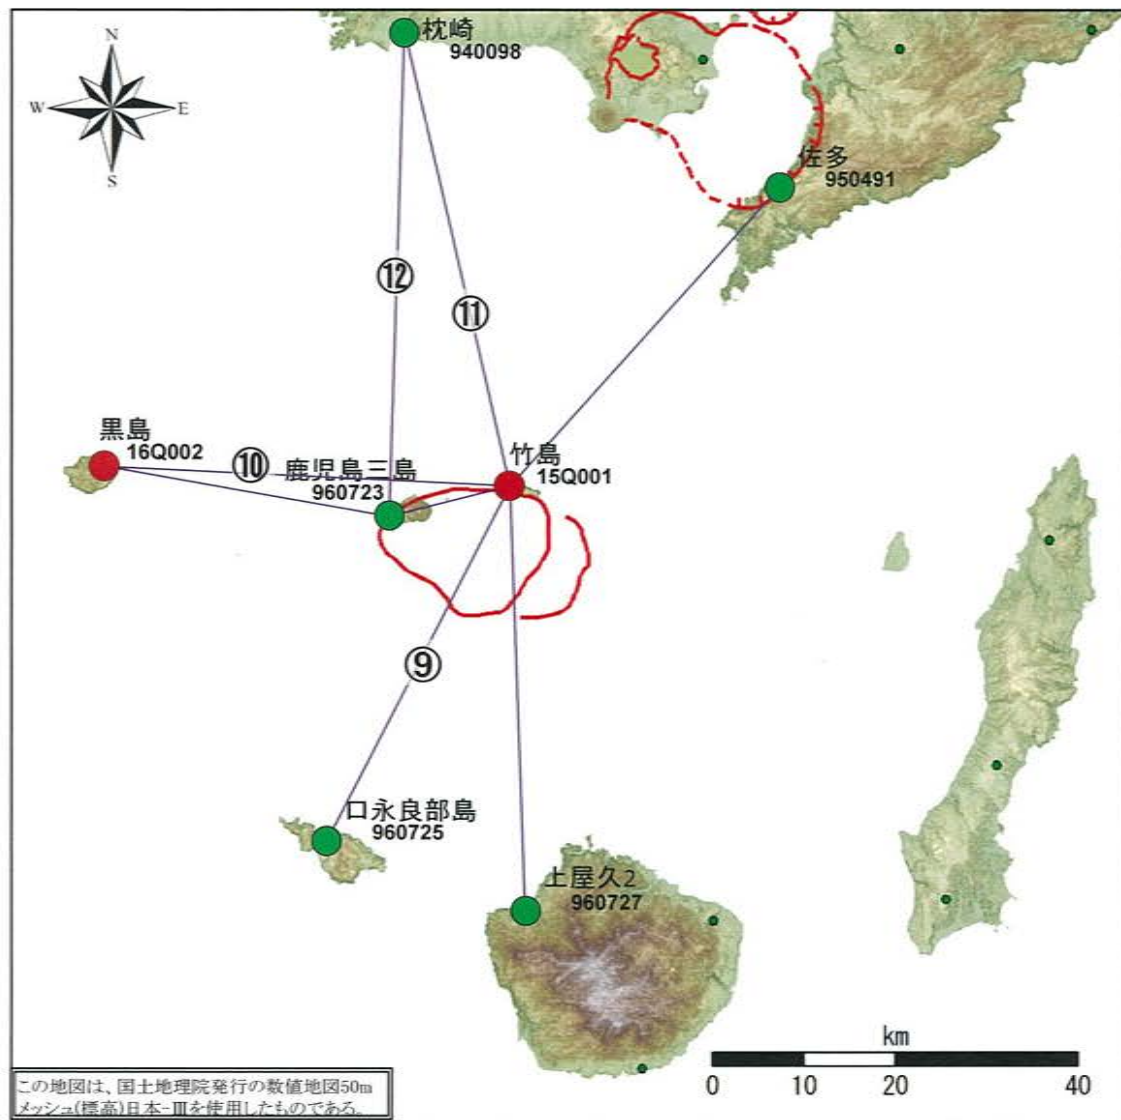 枕崎
940098
N
W
E
S
佐多
950491
⑫
⑪
黒島
16Q002
⑩
鹿児島三島
960723
竹島
15Q001
⑨
口永良部島
960725
上屋久2
960727
km
0 10 20 40
この地図は、国土地理院発行の数値地図50m
メッシュ(標高)日本-Ⅲを使用したものである。